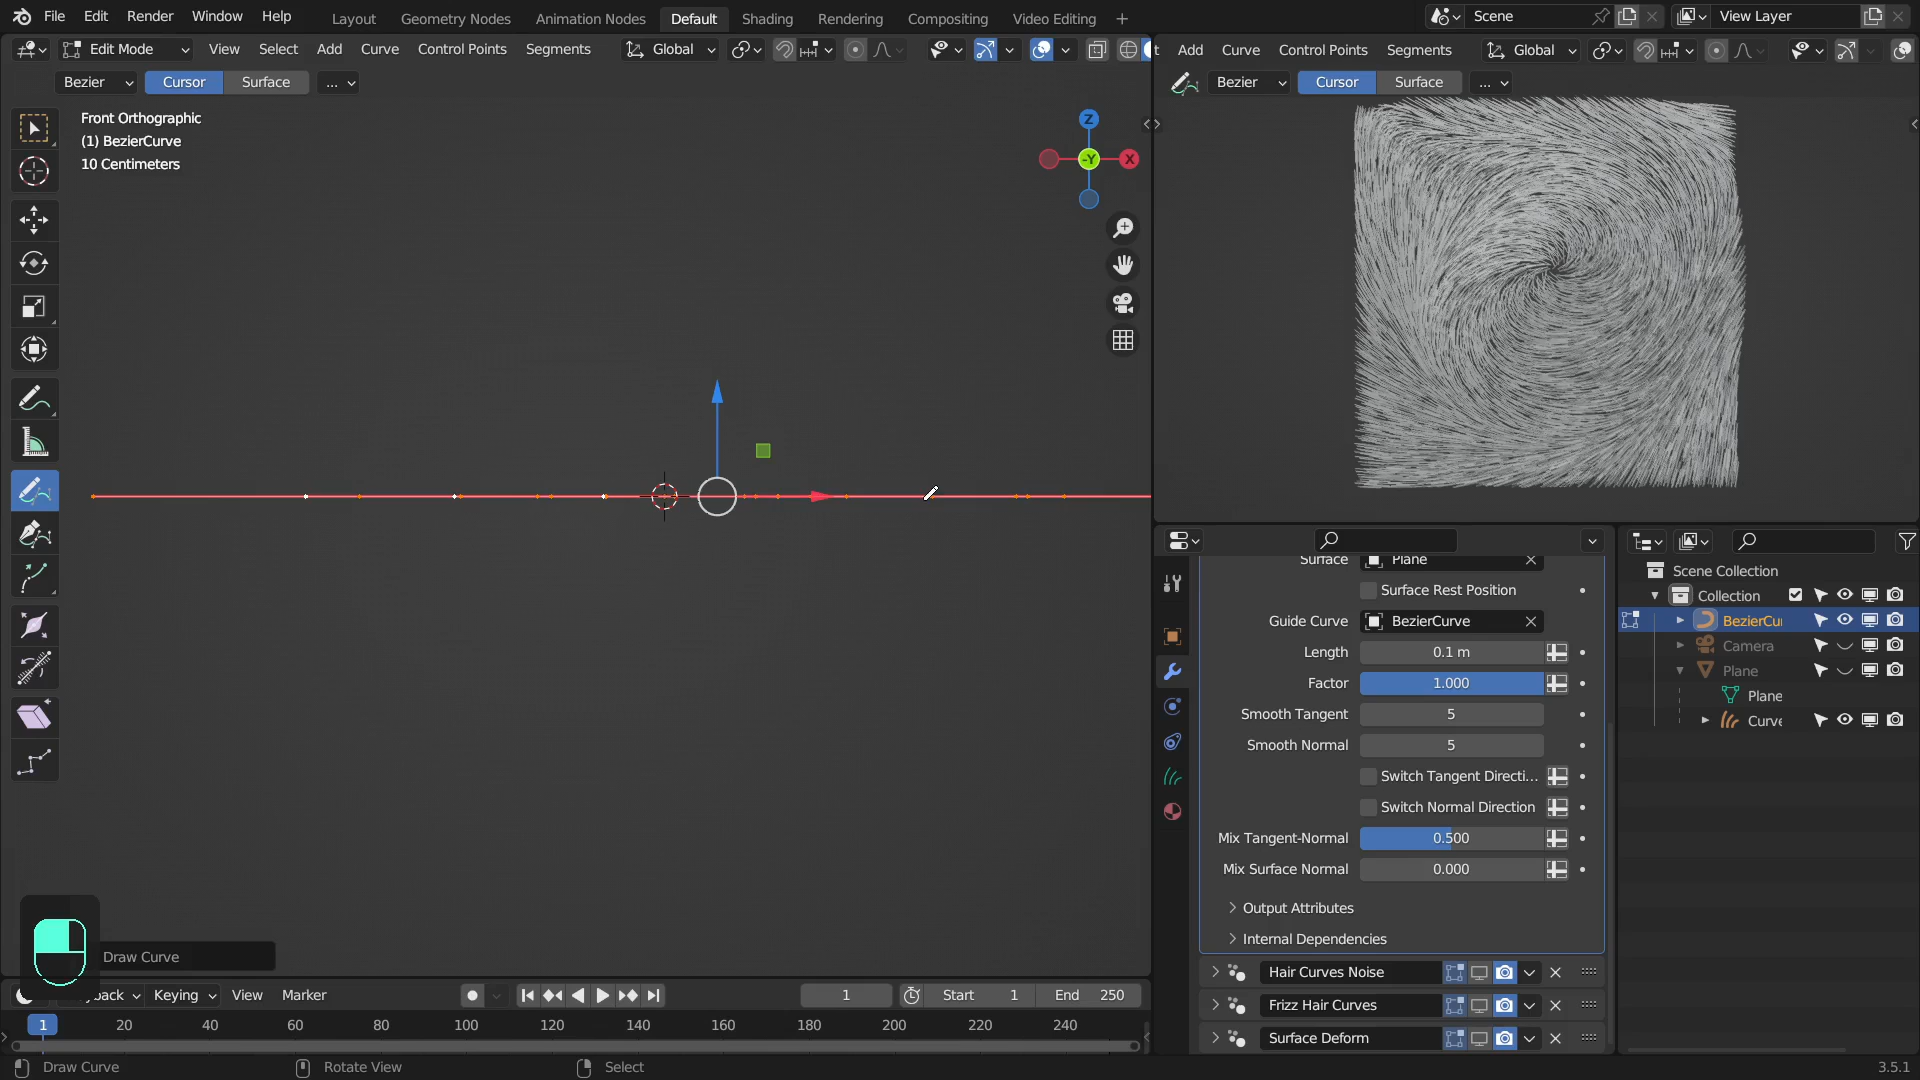 File Edit Render Window Help Layout Geometry Nodes Animation Nodes Default Shading Rendering Compositing Video Editing + Scene View Layer
Edit Mode View Select Add Curve Control Points Segments Global
Add Curve Control Points Segments Global
Bezier Cursor Surface ...
Bezier Cursor Surface ...
Front Orthographic
(1) BezierCurve
10 Centimeters
Z
-Y
X
Surface Plane
Surface Rest Position
Guide Curve BezierCurve
Length 0.1 m
Factor 1.000
Smooth Tangent 5
Smooth Normal 5
Switch Tangent Directi...
Switch Normal Direction
Mix Tangent-Normal 0.500
Mix Surface Normal 0.000
Output Attributes
Internal Dependencies
Hair Curves Noise
Frizz Hair Curves
Surface Deform
Scene Collection
Collection
BezierCu
Camera
Plane
Plane
Curve
Draw Curve
Keying View Marker 1 Start 1 End 250
1 20 40 60 80 100 120 140 160 180 200 220 240
Draw Curve Rotate View Select 3.5.1